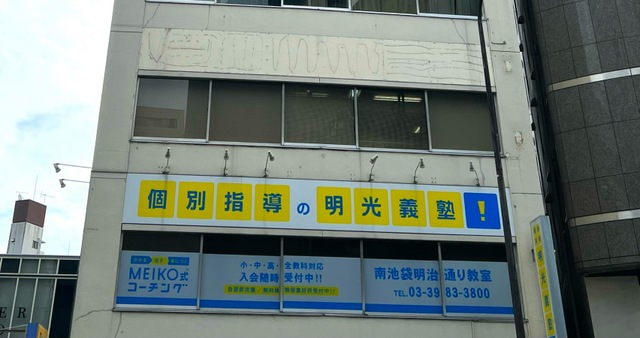 個別指導の明光義塾!
MEIKO式
コーチング
小・中・高・全教科対応
入会随時受付中!!
南池袋明治通り教室
TEL.03-3983-3800